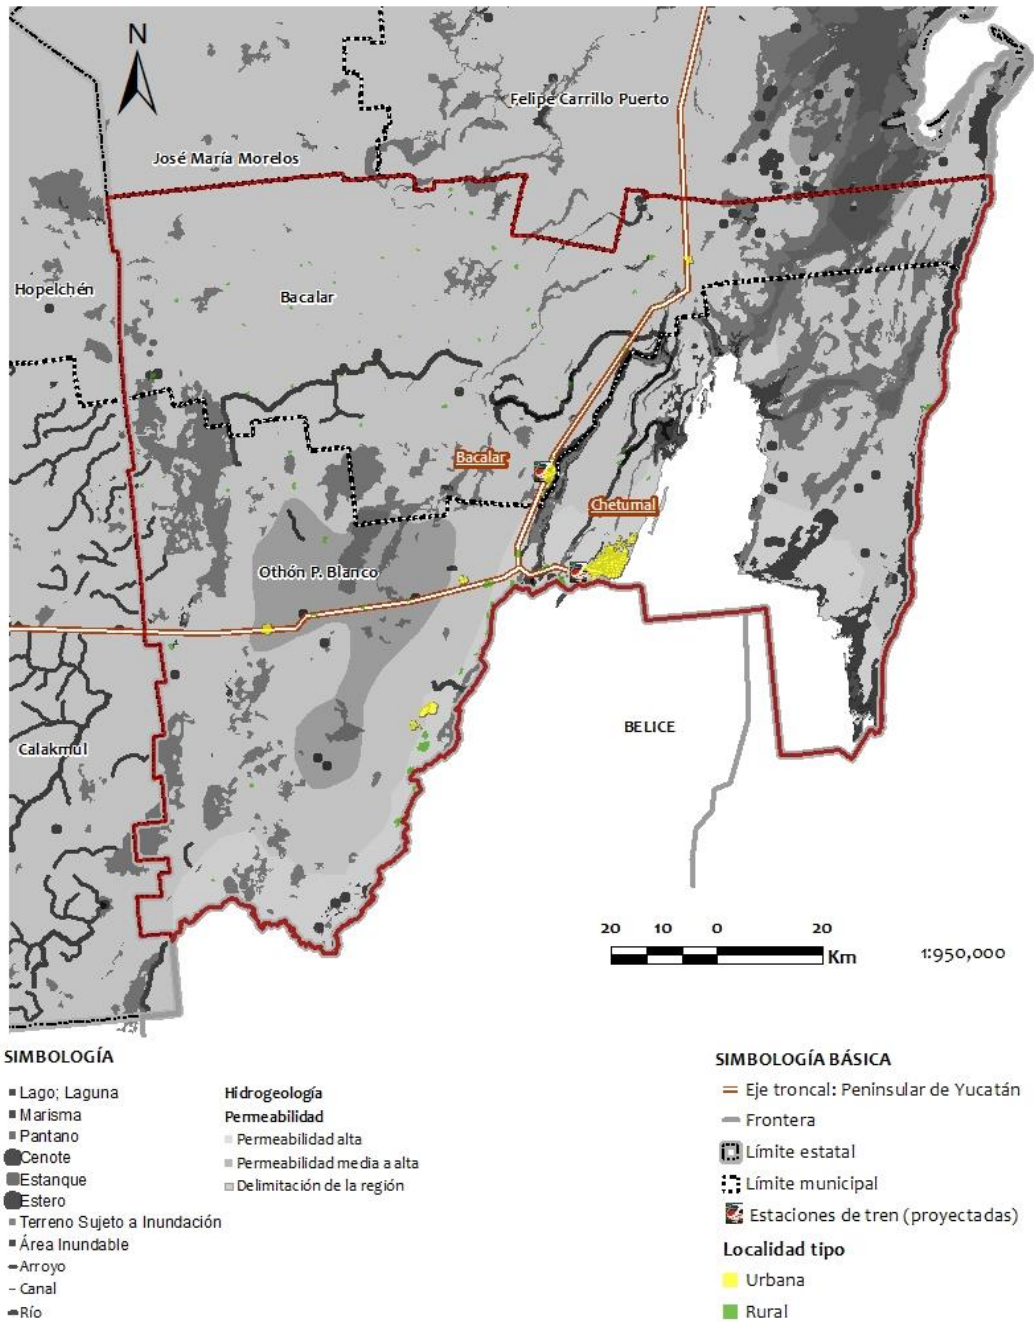 N
Felipe Carrillo Puerto
José María Morelos
Hopelchén
Bacalar
Bacalar
Chetumal
Othón P. Blanco
BELICE
Calakmul
20 10 0 20
Km
1:950,000
SIMBOLOGÍA
Lago; Laguna
Marisma
Pantano
Cenote
Estanque
Estero
Terreno Sujeto a Inundación
Área Inundable
Arroyo
Canal
Río
Hidrogeología
Permeabilidad
Permeabilidad alta
Permeabilidad media a alta
Delimitación de la región
SIMBOLOGÍA BÁSICA
Eje troncal: Peninsular de Yucatán
Frontera
Límite estatal
Límite municipal
Estaciones de tren (proyectadas)
Localidad tipo
Urbana
Rural